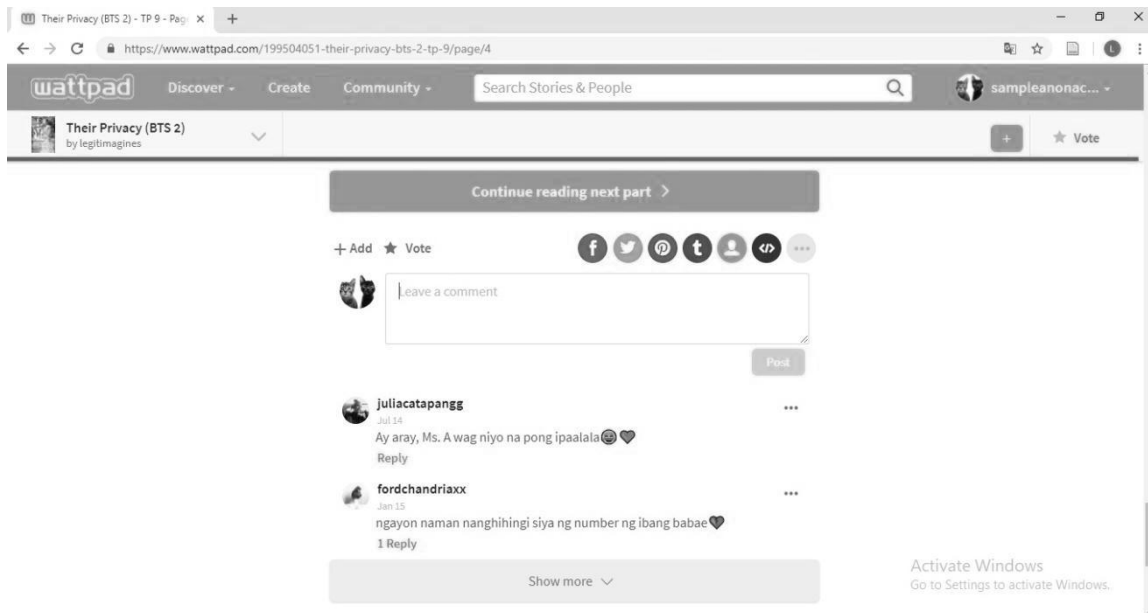 Their Privacy (BTS 2) - TP 9 - Pag
https://www.wattpad.com/199504051-their-privacy-bts-2-tp-9/page/4
wattpad Discover Create Community Search Stories & People sampleanonac...
Their Privacy (BTS 2)
by legitimagines
+ Vote
Continue reading next part >
+ Add Vote
Leave a comment
Post
juliacatapangg
Jul 14
Ay aray, Ms. A wag niyo na pong ipaalala😄❤
Reply
fordchandriaxx
Jan 15
ngayon naman nanghihingi siya ng number ng ibang babae💔
1 Reply
Show more
Activate Windows
Go to Settings to activate Windows.